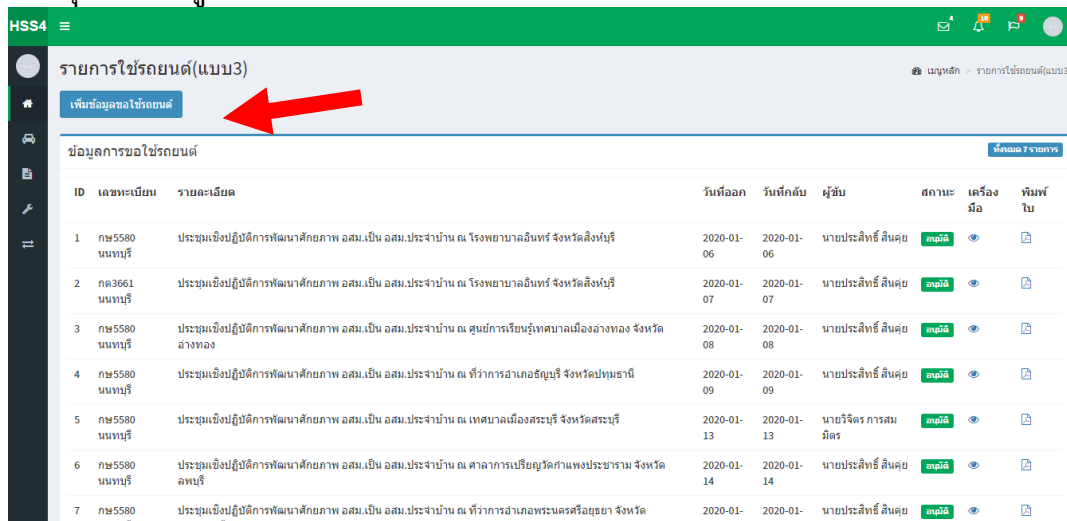 HSS4
4
10
9
รายการใช้รถยนต์(แบบ3)
เมนูหลัก > รายการใช้รถยนต์(แบบ3
เพิ่มข้อมูลขอใช้รถยนต์
ข้อมูลการขอใช้รถยนต์
ทั้งหมด 7 รายการ
ID เลขทะเบียน รายละเอียด วันที่ออก วันที่กลับ ผู้ขับ สถานะ เครื่อง พิมพ์
มือ ใบ
1 กษ5580 ประชุมเชิงปฏิบัติการพัฒนาศักยภาพ อสม.เป็น อสม.ประจำบ้าน ณ โรงพยาบาลอินทร์ จังหวัดสิงห์บุรี 2020-01- 2020-01- นายประสิทธิ์ สินคุ่ย อนุมัติ
นนทบุรี 06 06
2 กต3661 ประชุมเชิงปฏิบัติการพัฒนาศักยภาพ อสม.เป็น อสม.ประจำบ้าน ณ โรงพยาบาลอินทร์ จังหวัดสิงห์บุรี 2020-01- 2020-01- นายประสิทธิ์ สินคุ่ย อนุมัติ
นนทบุรี 07 07
3 กษ5580 ประชุมเชิงปฏิบัติการพัฒนาศักยภาพ อสม.เป็น อสม.ประจำบ้าน ณ ศูนย์การเรียนรู้เทศบาลเมืองอ่างทอง จังหวัด 2020-01- 2020-01- นายประสิทธิ์ สินคุ่ย อนุมัติ
นนทบุรี อ่างทอง 08 08
4 กษ5580 ประชุมเชิงปฏิบัติการพัฒนาศักยภาพ อสม.เป็น อสม.ประจำบ้าน ณ ที่ว่าการอำเภอธัญบุรี จังหวัดปทุมธานี 2020-01- 2020-01- นายประสิทธิ์ สินคุ่ย อนุมัติ
นนทบุรี 09 09
5 กษ5580 ประชุมเชิงปฏิบัติการพัฒนาศักยภาพ อสม.เป็น อสม.ประจำบ้าน ณ เทศบาลเมืองสระบุรี จังหวัดสระบุรี 2020-01- 2020-01- นายวิจิตร การสม อนุมัติ
นนทบุรี 13 13 มิตร
6 กษ5580 ประชุมเชิงปฏิบัติการพัฒนาศักยภาพ อสม.เป็น อสม.ประจำบ้าน ณ ศาลาการเปรียญวัดกำแพงประชาราม จังหวัด 2020-01- 2020-01- นายประสิทธิ์ สินคุ่ย อนุมัติ
นนทบุรี ลพบุรี 14 14
7 กษ5580 ประชุมเชิงปฏิบัติการพัฒนาศักยภาพ อสม.เป็น อสม.ประจำบ้าน ณ ที่ว่าการอำเภอพระนครศรีอยุธยา จังหวัด 2020-01- 2020-01- นายประสิทธิ์ สินคุ่ย อนุมัติ